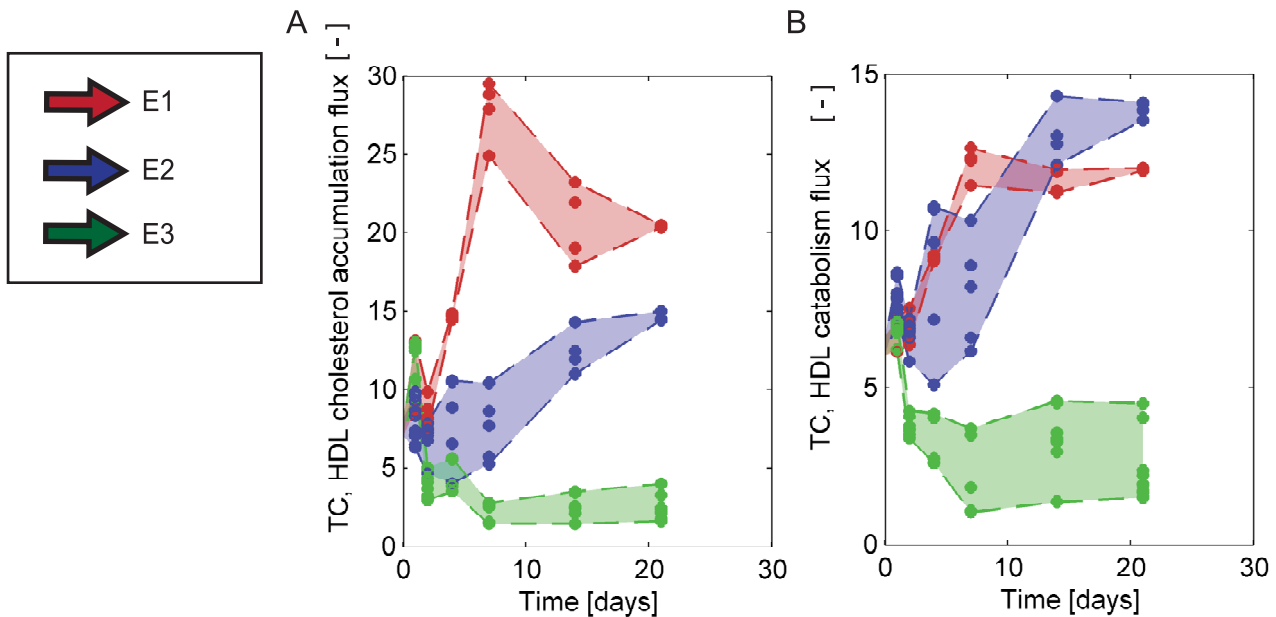 E1
E2
E3
A
TC, HDL cholesterol accumulation flux [ - ]
30
25
20
15
10
5
0
0 10 20 30
Time [days]
B
TC, HDL catabolism flux [ - ]
15
10
5
0
0 10 20 30
Time [days]